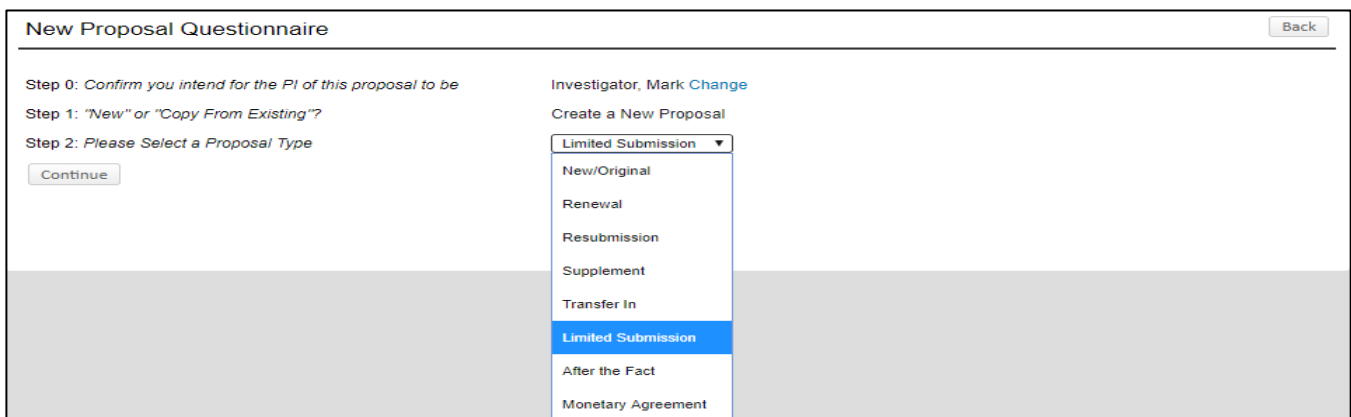 New Proposal Questionnaire Back
Step 0: Confirm you intend for the PI of this proposal to be Investigator, Mark Change
Step 1: "New" or "Copy From Existing"? Create a New Proposal
Step 2: Please Select a Proposal Type Limited Submission
Continue
New/Original
Renewal
Resubmission
Supplement
Transfer In
Limited Submission
After the Fact
Monetary Agreement